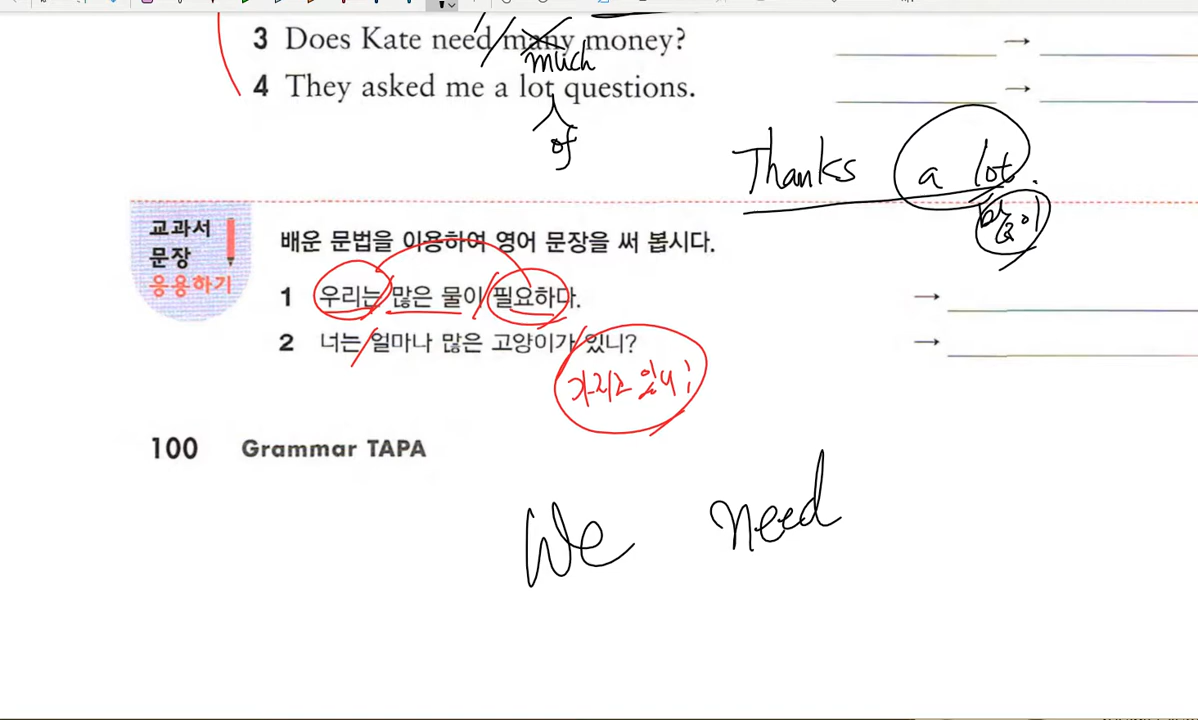 3 Does Kate need many money? → 
much
4 They asked me a lot questions. →
of
Thanks a lot.
많이
교과서
문장
응용하기
배운 문법을 이용하여 영어 문장을 써 봅시다.
1 우리는 많은 물이 필요하다. →
2 너는 얼마나 많은 고양이가 있니? →
가지고 있니?
100 Grammar TAPA
We need